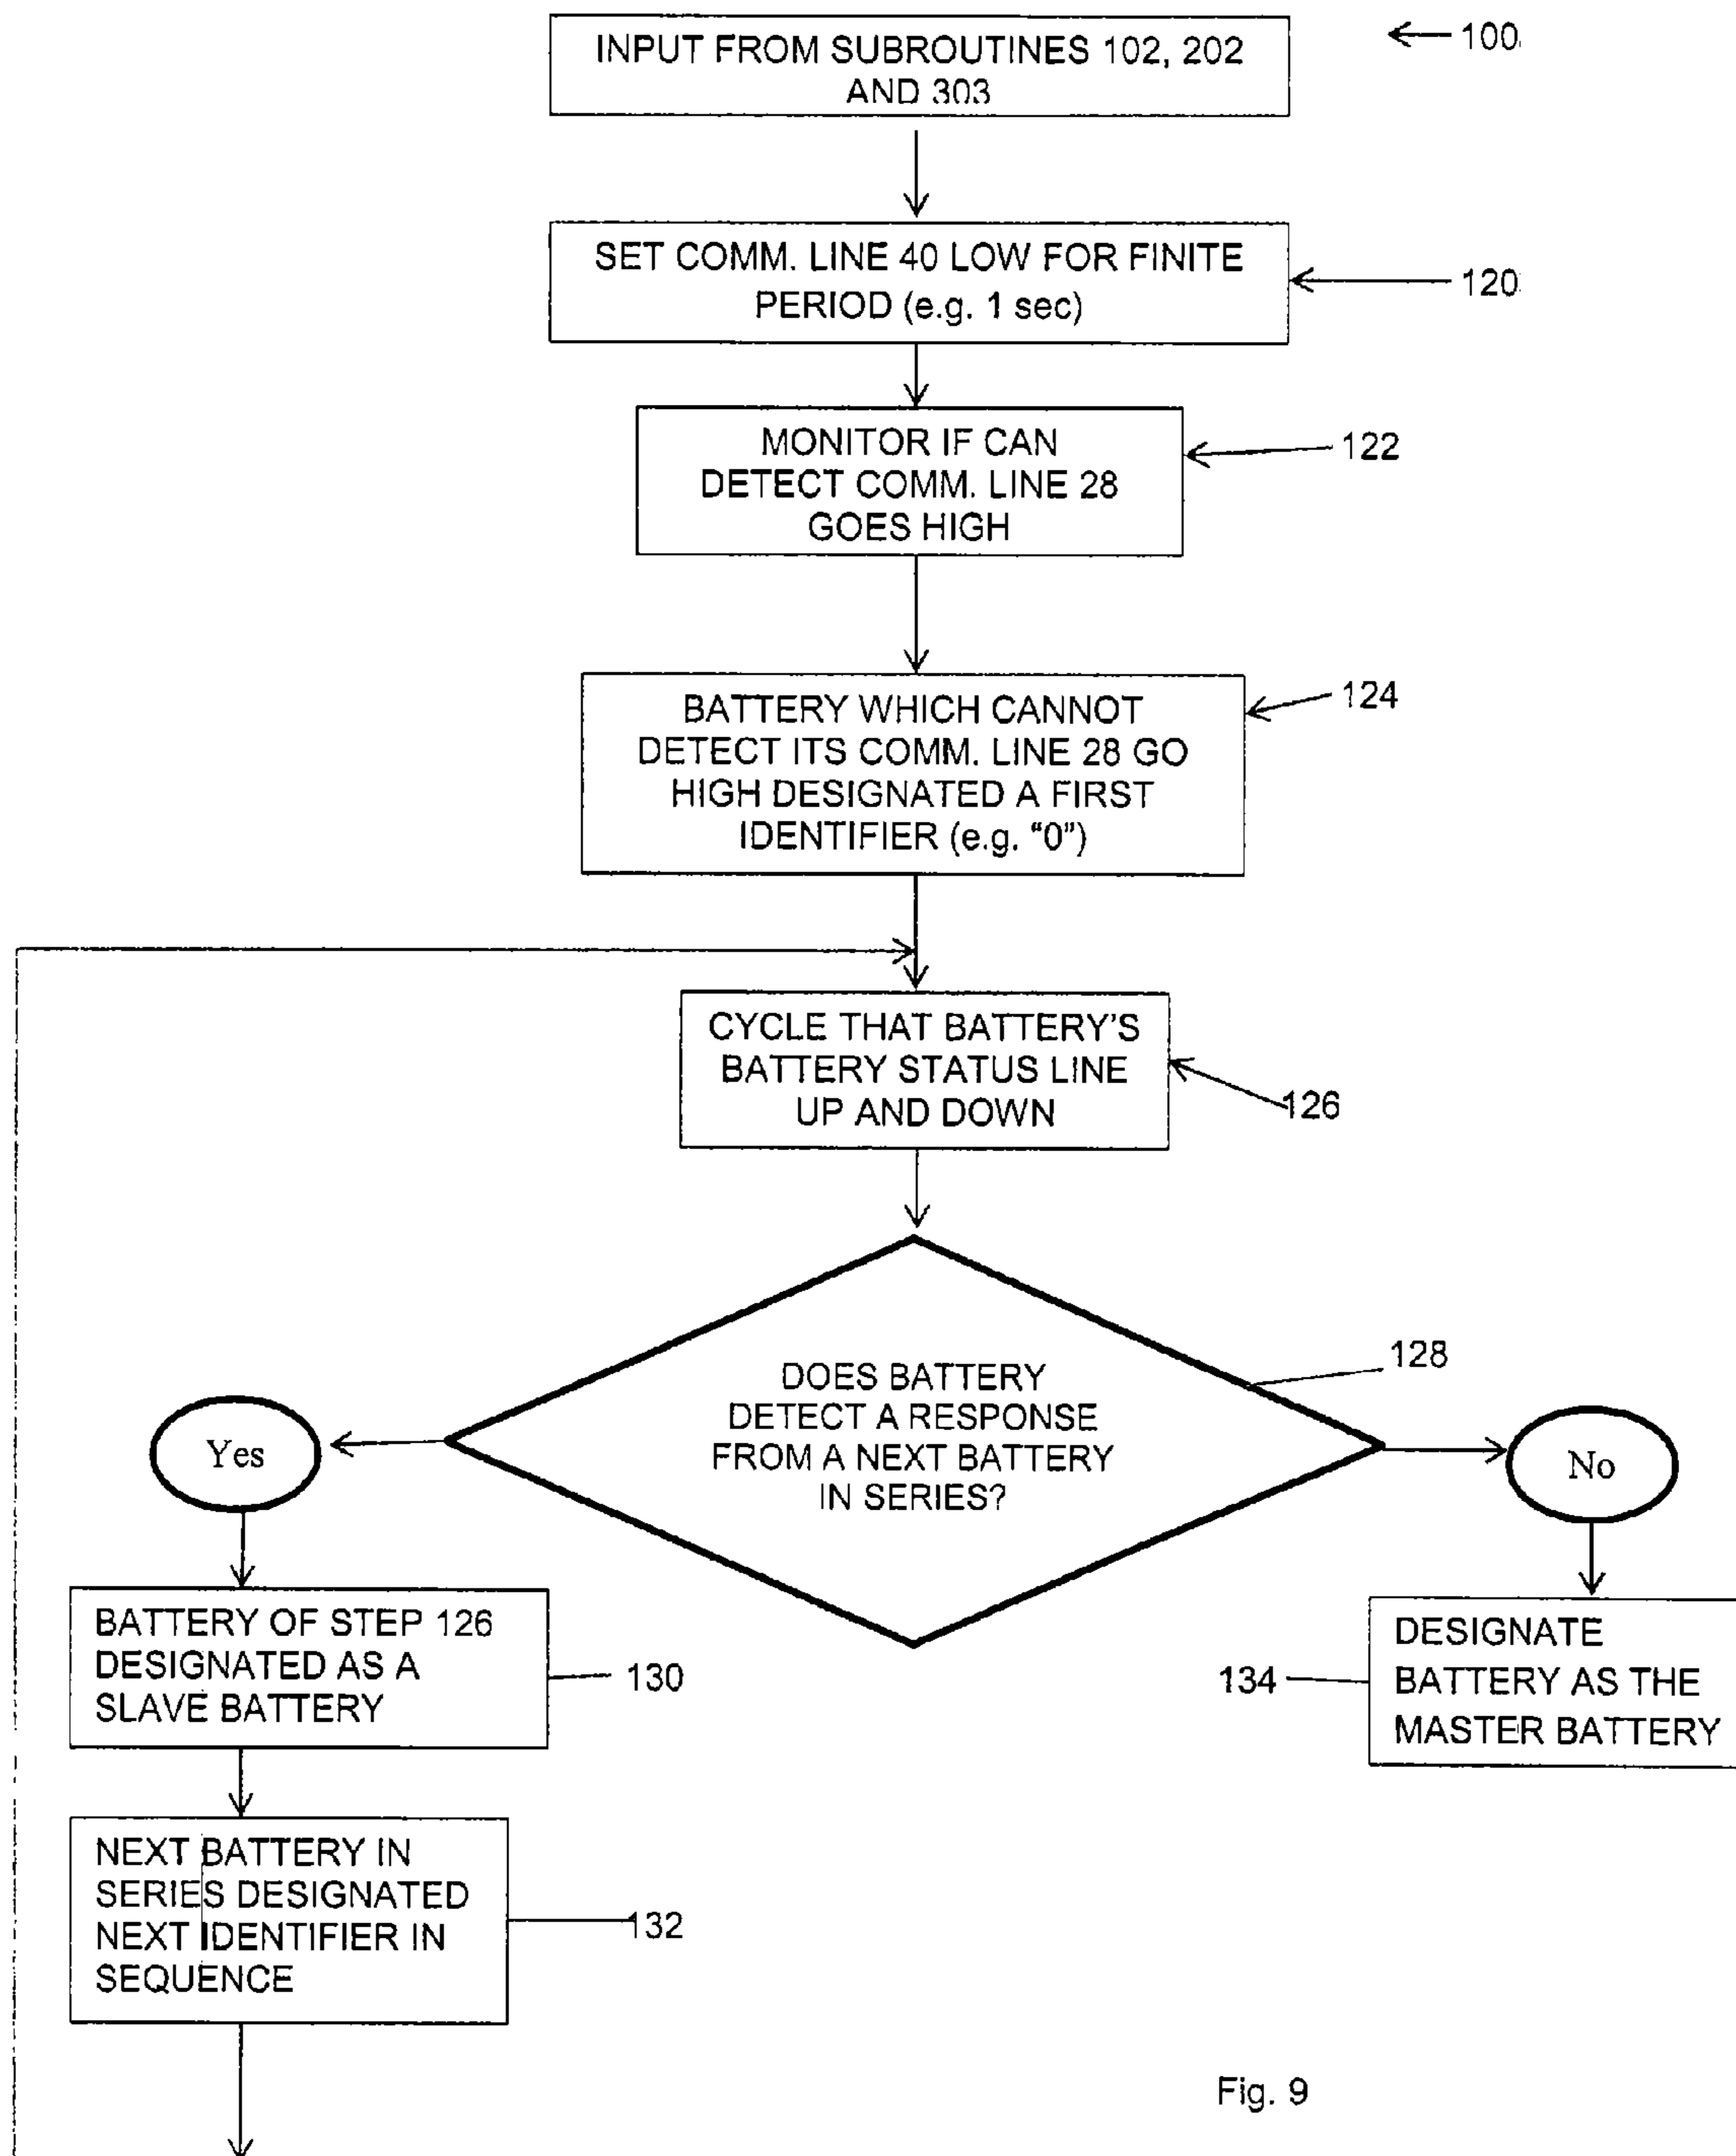 INPUT FROM SUBROUTINES 102, 202
AND 303
100
SET COMM. LINE 40 LOW FOR FINITE
PERIOD (e.g. 1 sec)
120
MONITOR IF CAN
DETECT COMM. LINE 28
GOES HIGH
122
BATTERY WHICH CANNOT
DETECT ITS COMM. LINE 28 GO
HIGH DESIGNATED A FIRST
IDENTIFIER (e.g. “0”)
124
CYCLE THAT BATTERY’S
BATTERY STATUS LINE
UP AND DOWN
126
DOES BATTERY
DETECT A RESPONSE
FROM A NEXT BATTERY
IN SERIES?
128
Yes
No
BATTERY OF STEP 126
DESIGNATED AS A
SLAVE BATTERY
130
DESIGNATE
BATTERY AS THE
MASTER BATTERY
134
NEXT BATTERY IN
SERIES DESIGNATED
NEXT IDENTIFIER IN
SEQUENCE
132
Fig. 9